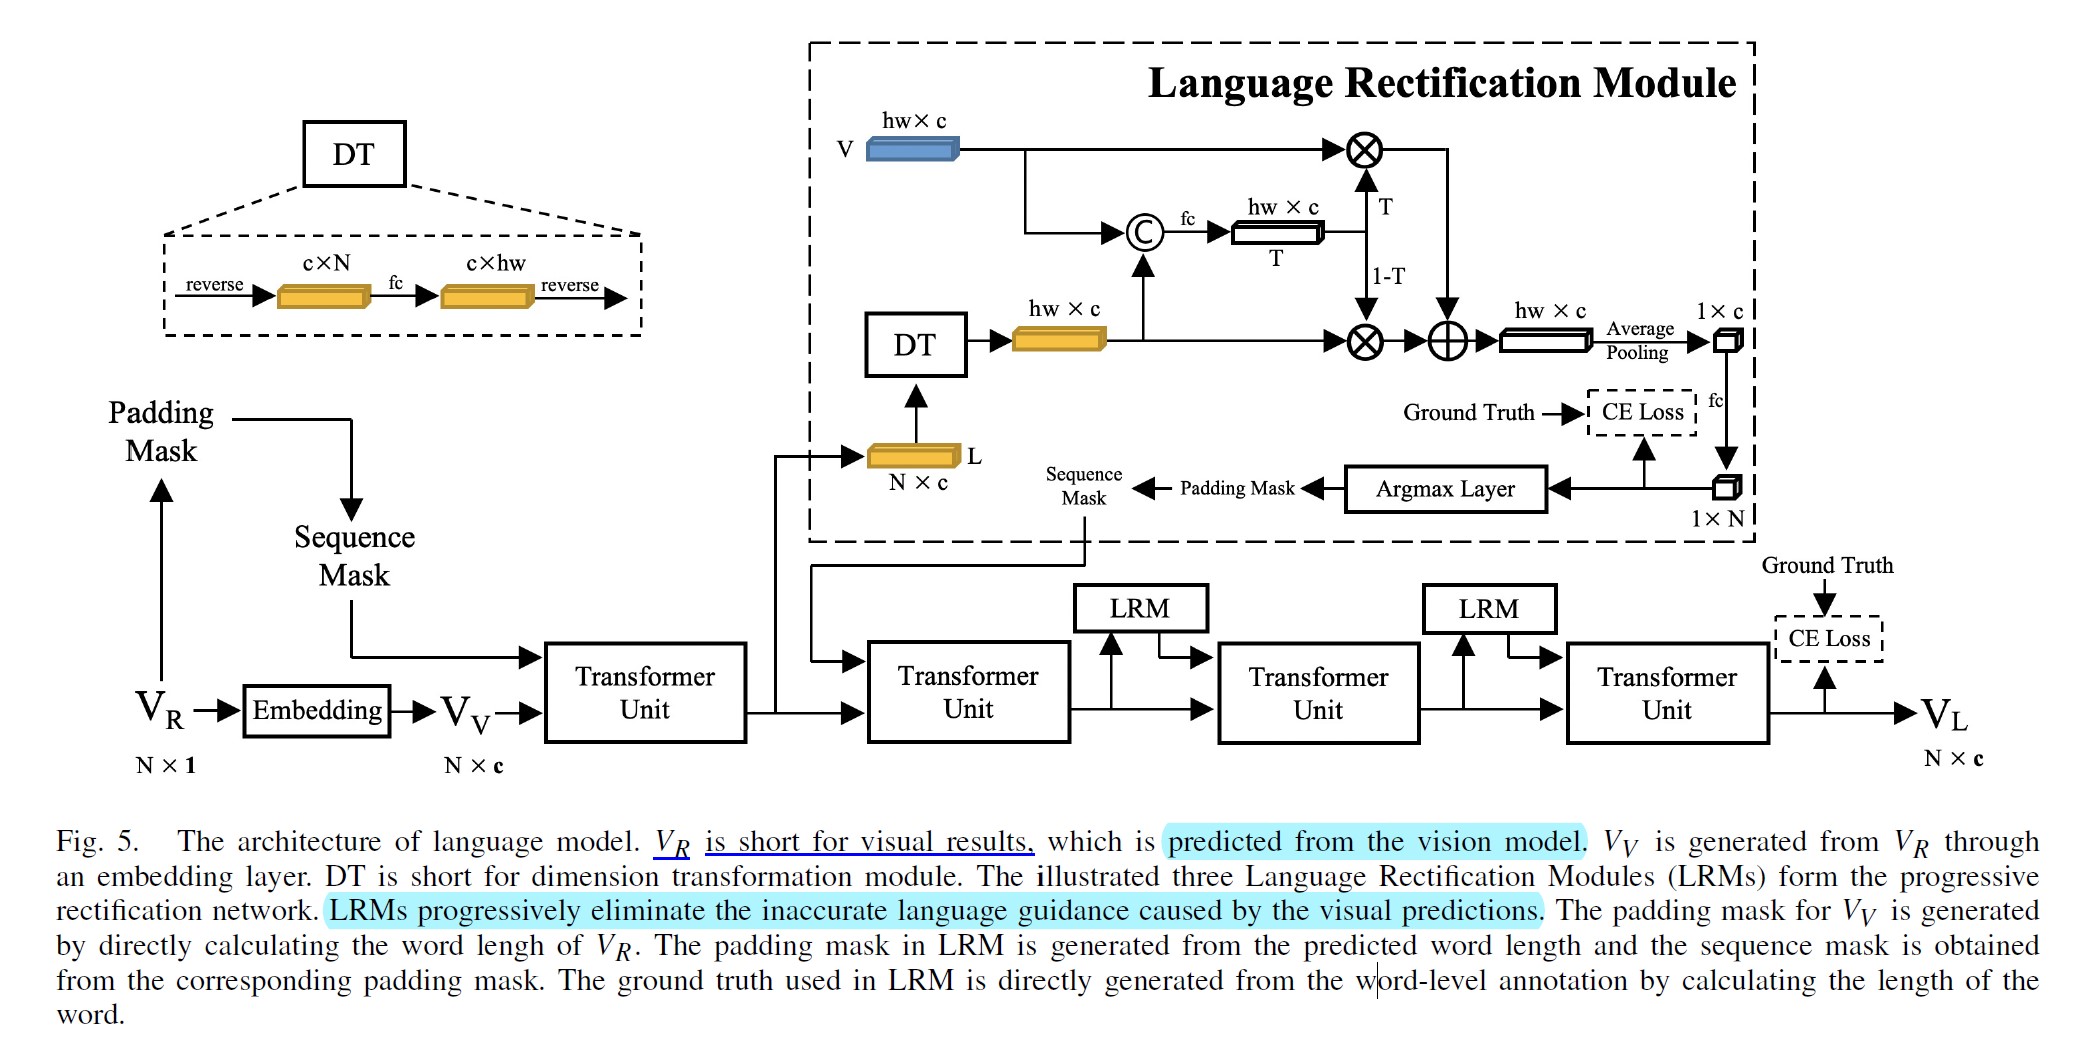 Language Rectification Module
hw× c
V
DT
fc
hw × c
T
T
c×N
c×hw
reverse
fc
reverse
C
1-T
hw × c
hw × c
1× c
DT
Average
Pooling
Padding
Mask
Ground Truth
CE Loss
fc
L
N × c
Sequence
Mask
Padding Mask
Argmax Layer
1× N
Sequence
Mask
Ground Truth
LRM
LRM
CE Loss
Transformer
Unit
Transformer
Unit
Transformer
Unit
Transformer
Unit
VR
Embedding
VV
VL
N × 1
N × c
N × c
Fig. 5. The architecture of language model. VR is short for visual results, which is predicted from the vision model. VV is generated from VR through
an embedding layer. DT is short for dimension transformation module. The illustrated three Language Rectification Modules (LRMs) form the progressive
rectification network. LRMs progressively eliminate the inaccurate language guidance caused by the visual predictions. The padding mask for VV is generated
by directly calculating the word lengh of VR. The padding mask in LRM is generated from the predicted word length and the sequence mask is obtained
from the corresponding padding mask. The ground truth used in LRM is directly generated from the word-level annotation by calculating the length of the
word.